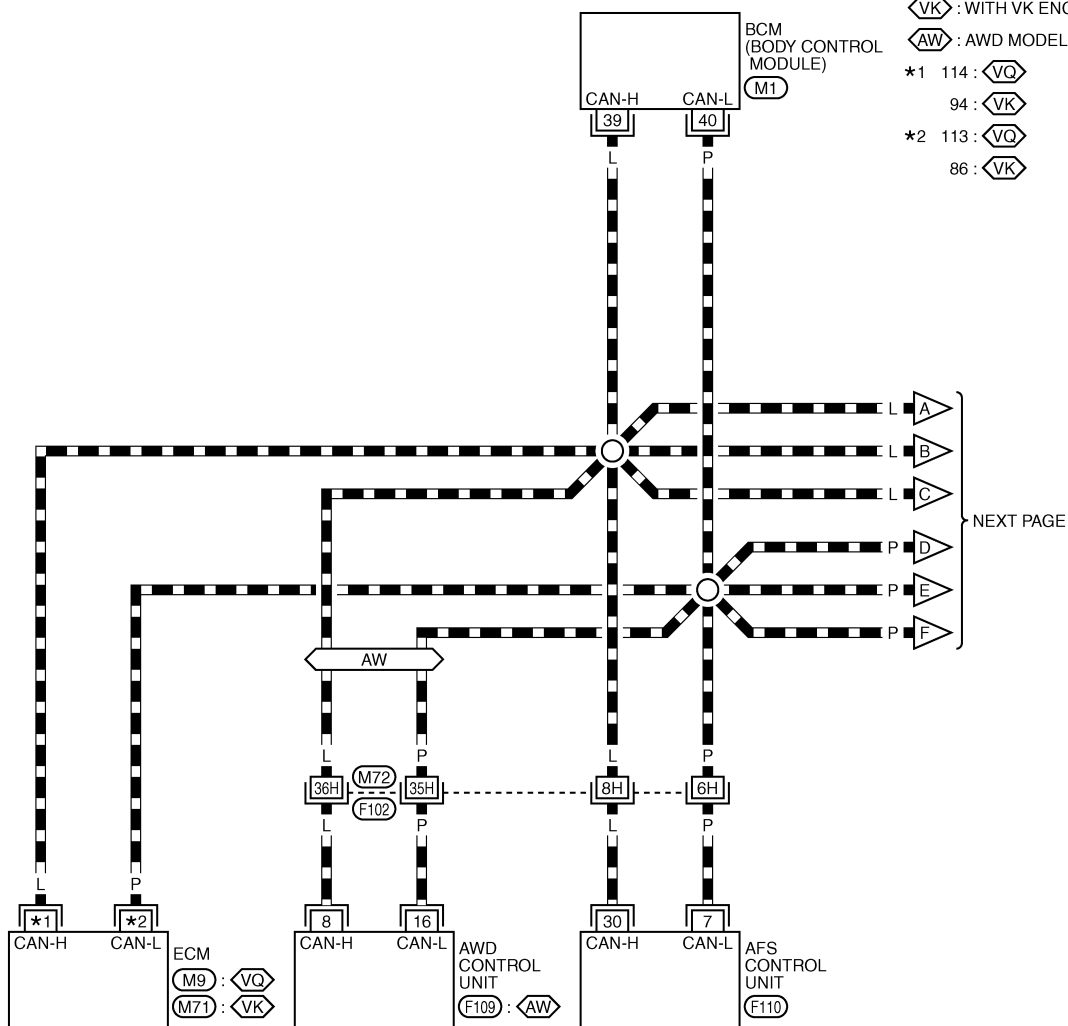 VK : WITH VK ENG
BCM
(BODY CONTROL
MODULE)
M1
AW : AWD MODEL
*1 114 : VQ
94 : VK
*2 113 : VQ
86 : VK
CAN-H CAN-L
39 40
L P
L A
L B
L C
NEXT PAGE
P D
P E
P F
AW
L P L P
36H M72 35H 8H 6H
F102
L P L P
L P
*1 *2 8 16 30 7
CAN-H CAN-L CAN-H CAN-L CAN-H CAN-L
ECM
M9 : VQ
M71 : VK
AWD
CONTROL
UNIT
F109 : AW
AFS
CONTROL
UNIT
F110